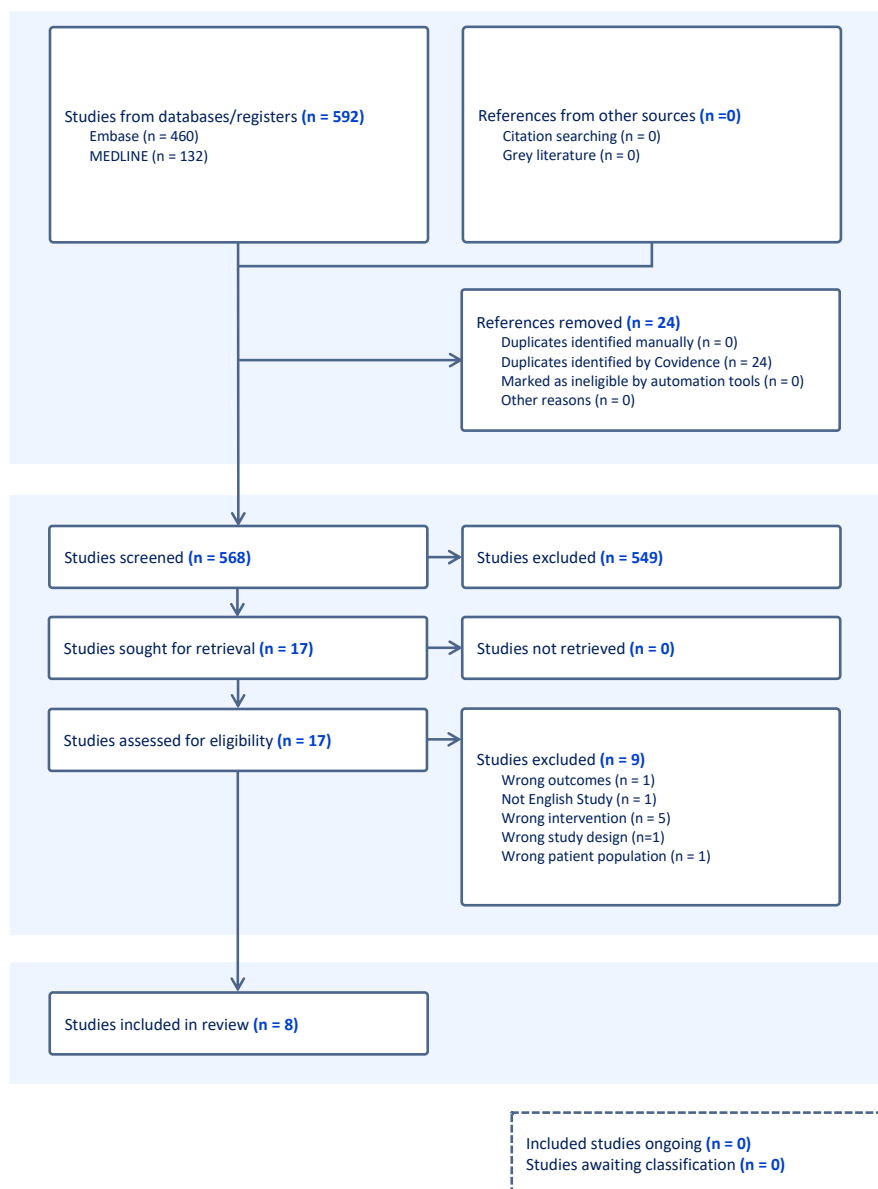 Studies from databases/registers (n = 592)
Embase (n = 460)
MEDLINE (n = 132)
References from other sources (n =0)
Citation searching (n = 0)
Grey literature (n = 0)
References removed (n = 24)
Duplicates identified manually (n = 0)
Duplicates identified by Covidence (n = 24)
Marked as ineligible by automation tools (n = 0)
Other reasons (n = 0)
Studies screened (n = 568)
Studies excluded (n = 549)
Studies sought for retrieval (n = 17)
Studies not retrieved (n = 0)
Studies assessed for eligibility (n = 17)
Studies excluded (n = 9)
Wrong outcomes (n = 1)
Not English Study (n = 1)
Wrong intervention (n = 5)
Wrong study design (n=1)
Wrong patient population (n = 1)
Studies included in review (n = 8)
Included studies ongoing (n = 0)
Studies awaiting classification (n = 0)